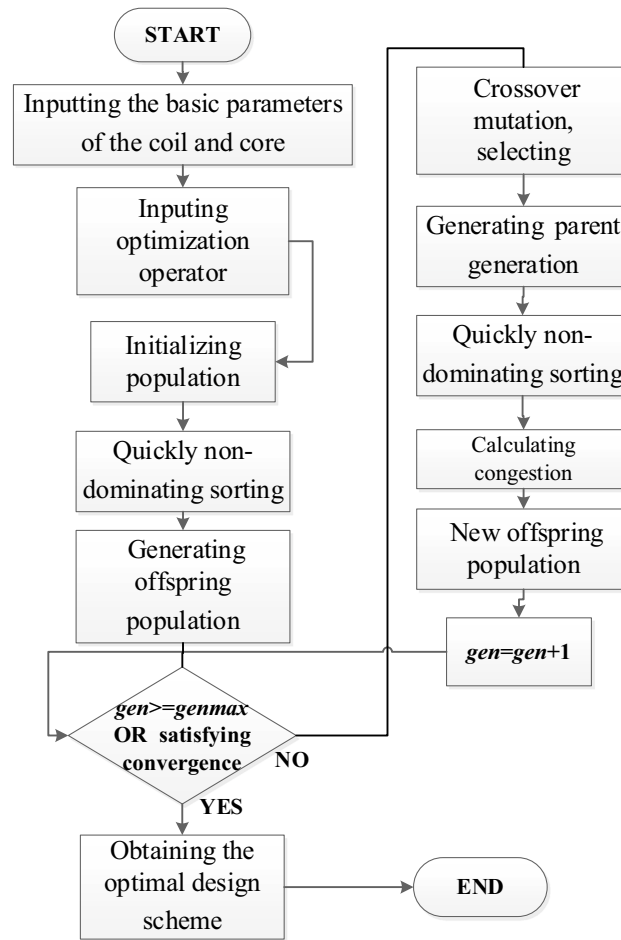 START
Inputting the basic parameters
of the coil and core
Inputing
optimization
operator
Initializing
population
Quickly non-
dominating sorting
Generating
offspring
population
gen>=genmax
OR satisfying
convergence
NO
YES
Obtaining the
optimal design
scheme
END
Crossover
mutation,
selecting
Generating parent
generation
Quickly non-
dominating sorting
Calculating
congestion
New offspring
population
gen=gen+1